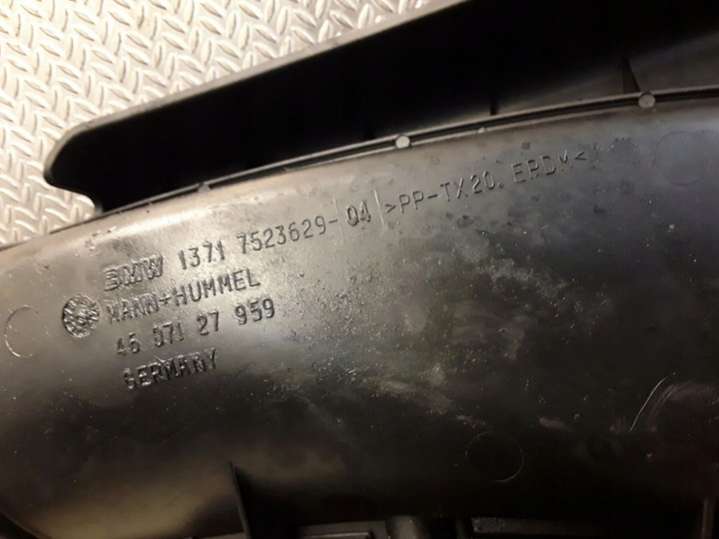 BMW 1371 7523629-04 >PP-TX20.EPDM<
MANN+HUMMEL
46 071 27 959
GERMANY